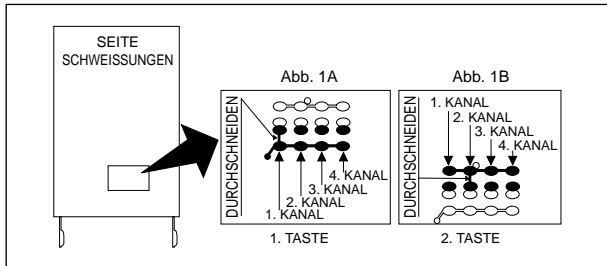 SEITE
SCHWEISSUNGEN
Abb. 1A
DURCHSCHNEIDEN
4. KANAL
3. KANAL
2. KANAL
1. KANAL
1. TASTE
Abb. 1B
DURCHSCHNEIDEN
1. KANAL
2. KANAL
3. KANAL
4. KANAL
2. TASTE